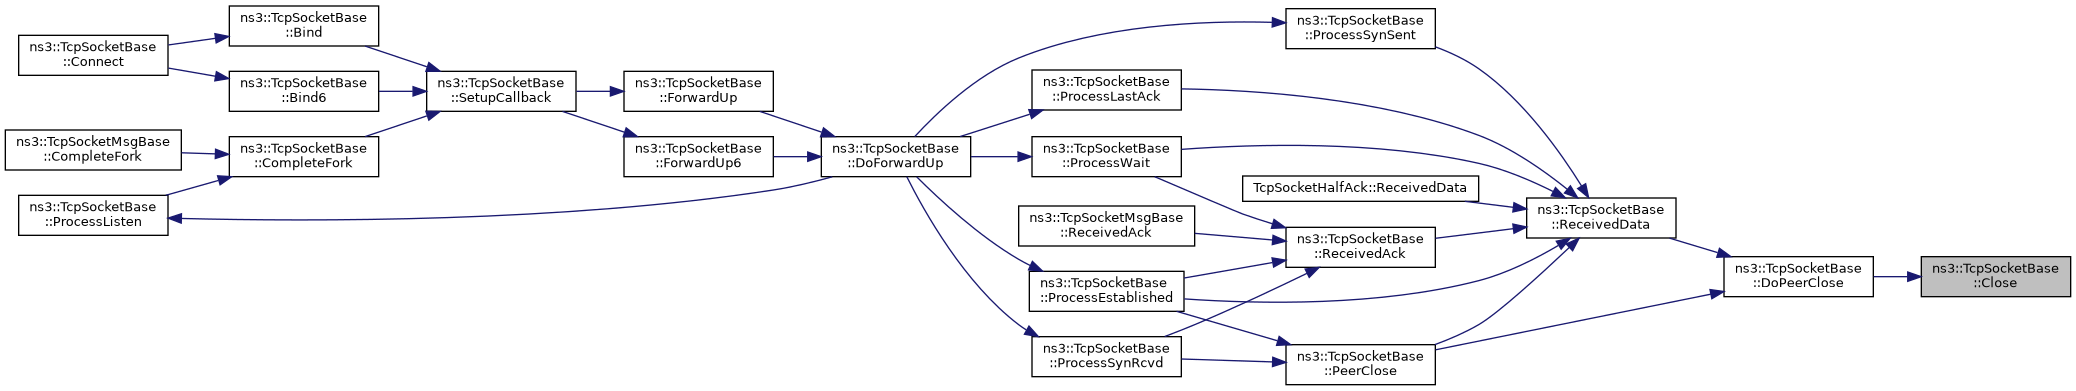 ns3::TcpSocketBase
::Connect
ns3::TcpSocketMsgBase
::CompleteFork
ns3::TcpSocketBase
::ProcessListen
ns3::TcpSocketBase
::Bind
ns3::TcpSocketBase
::Bind6
ns3::TcpSocketBase
::CompleteFork
ns3::TcpSocketBase
::SetupCallback
ns3::TcpSocketBase
::ForwardUp
ns3::TcpSocketBase
::ForwardUp6
ns3::TcpSocketBase
::DoForwardUp
ns3::TcpSocketBase
::ProcessLastAck
ns3::TcpSocketBase
::ProcessWait
ns3::TcpSocketMsgBase
::ReceivedAck
ns3::TcpSocketBase
::ProcessEstablished
ns3::TcpSocketBase
::ProcessSynRcvd
ns3::TcpSocketBase
::ProcessSynSent
TcpSocketHalfAck::ReceivedData
ns3::TcpSocketBase
::ReceivedAck
ns3::TcpSocketBase
::PeerClose
ns3::TcpSocketBase
::ReceivedData
ns3::TcpSocketBase
::DoPeerClose
ns3::TcpSocketBase
::Close